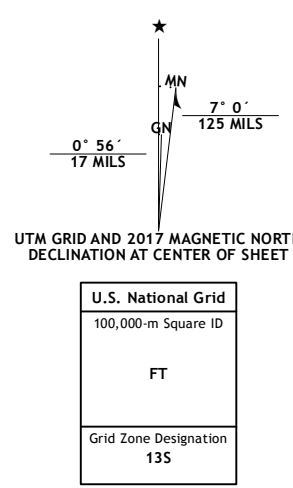 ★
MN
7° 0´
125 MILS
GN
0° 56´
17 MILS
UTM GRID AND 2017 MAGNETIC NORT
DECLINATION AT CENTER OF SHEET
U.S. National Grid
100,000-m Square ID
FT
Grid Zone Designation
13S